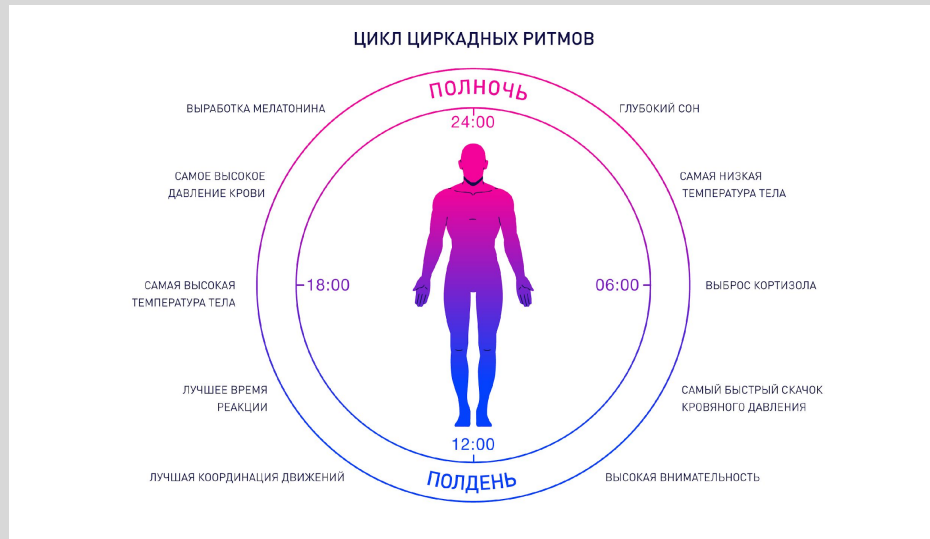 ЦИКЛ ЦИРКАДНЫХ РИТМОВ
ПОЛНОЧЬ
24:00
ВЫРАБОТКА МЕЛАТОНИНА
ГЛУБОКИЙ СОН
САМОЕ ВЫСОКОЕ
ДАВЛЕНИЕ КРОВИ
САМАЯ НИЗКАЯ
ТЕМПЕРАТУРА ТЕЛА
САМАЯ ВЫСОКАЯ
ТЕМПЕРАТУРА ТЕЛА
18:00
06:00
ВЫБРОС КОРТИЗОЛА
ЛУЧШЕЕ ВРЕМЯ
РЕАКЦИИ
САМЫЙ БЫСТРЫЙ СКАЧОК
КРОВЯНОГО ДАВЛЕНИЯ
12:00
ПОЛДЕНЬ
ЛУЧШАЯ КООРДИНАЦИЯ ДВИЖЕНИЙ
ВЫСОКАЯ ВНИМАТЕЛЬНОСТЬ